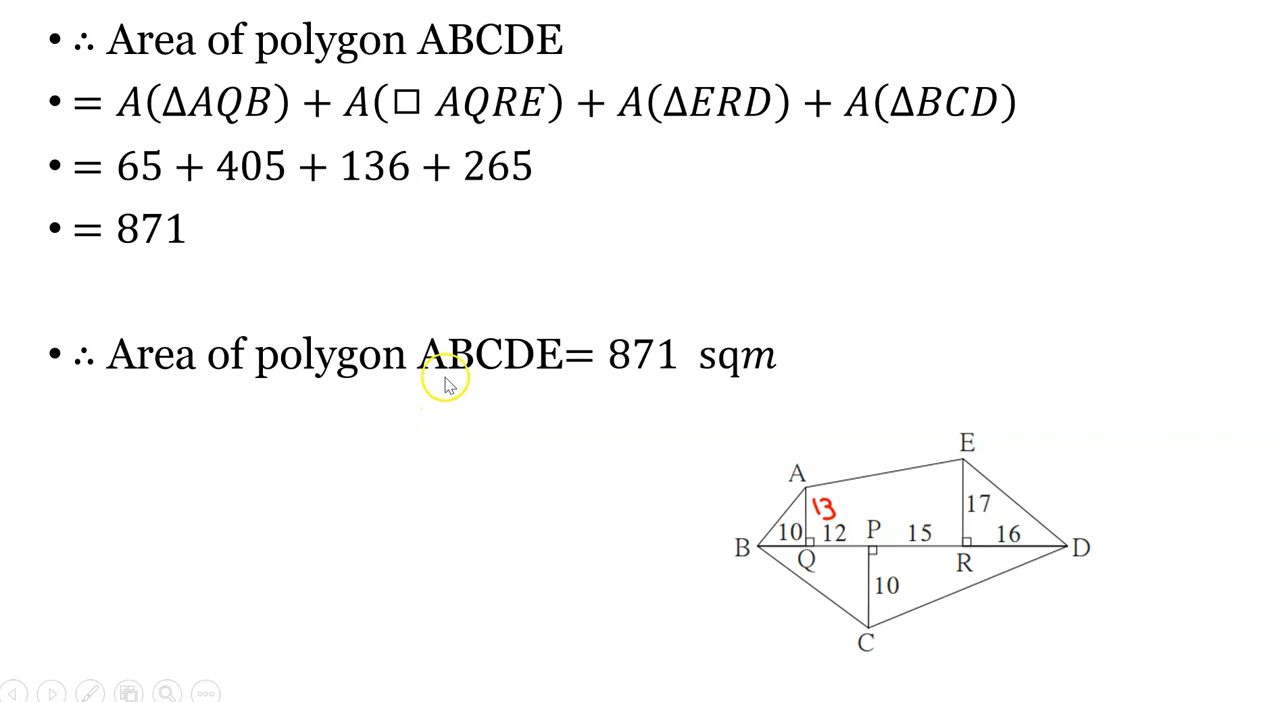 • ∴ Area of polygon ABCDE
• = 𝐴(Δ𝐴𝑄𝐵) + 𝐴(□ 𝐴𝑄𝑅𝐸) + 𝐴(Δ𝐸𝑅𝐷) + 𝐴(Δ𝐵𝐶𝐷)
• = 65 + 405 + 136 + 265
• = 871
• ∴ Area of polygon ABCDE= 871 sq𝑚
E
A
13
17
10 12 P 15 16
B Q R D
10
C